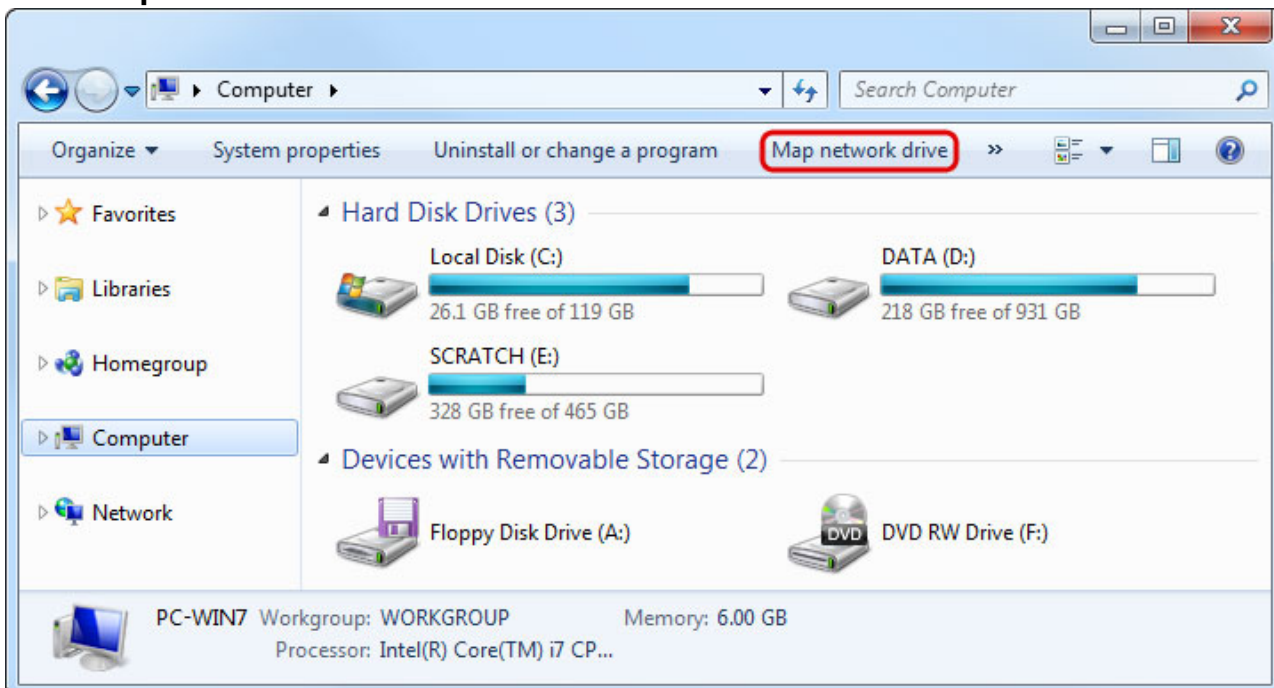 Computer
Search Computer
Organize System properties Uninstall or change a program Map network drive »
Favorites
Libraries
Homegroup
Computer
Network
Hard Disk Drives (3)
Local Disk (C:)
26.1 GB free of 119 GB
DATA (D:)
218 GB free of 931 GB
SCRATCH (E:)
328 GB free of 465 GB
Devices with Removable Storage (2)
Floppy Disk Drive (A:)
DVD
DVD RW Drive (F:)
PC-WIN7 Workgroup: WORKGROUP Memory: 6.00 GB
Processor: Intel(R) Core(TM) i7 CP...